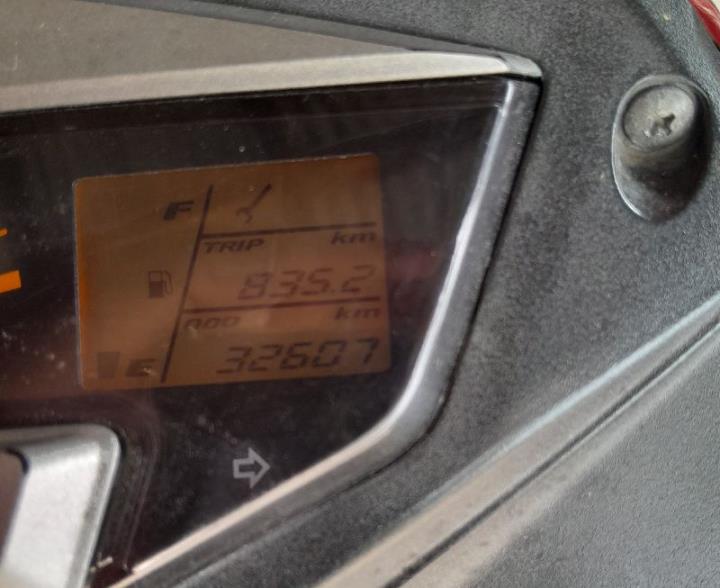 F
TRIP km
835.2
ODO km
E 32607